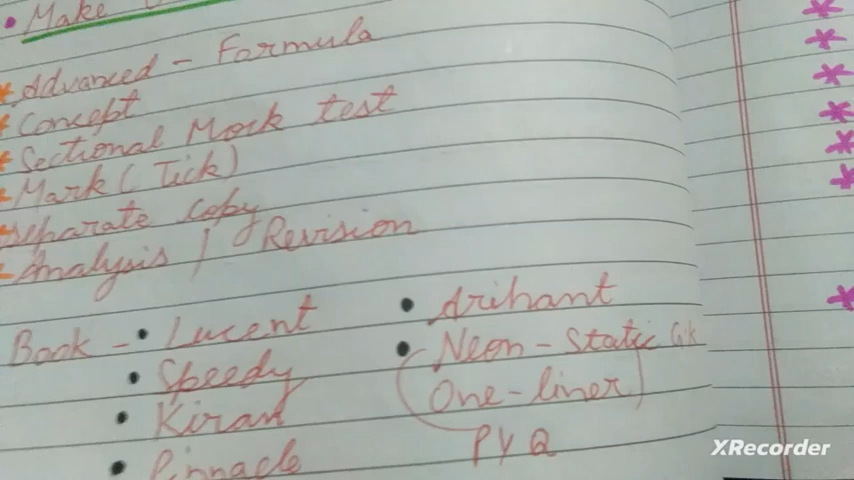 • Make
* Advanced - Formula
* Concept
* Sectional Mock test
* Mark ( Tick )
* Separate copy
* Analysis / Revision
Book - • Lucent
• Speedy
• Kiran
• Pinnacle
• Arihant
• Neon - Static Gk
(One-liner)
PYQ
XRecorder